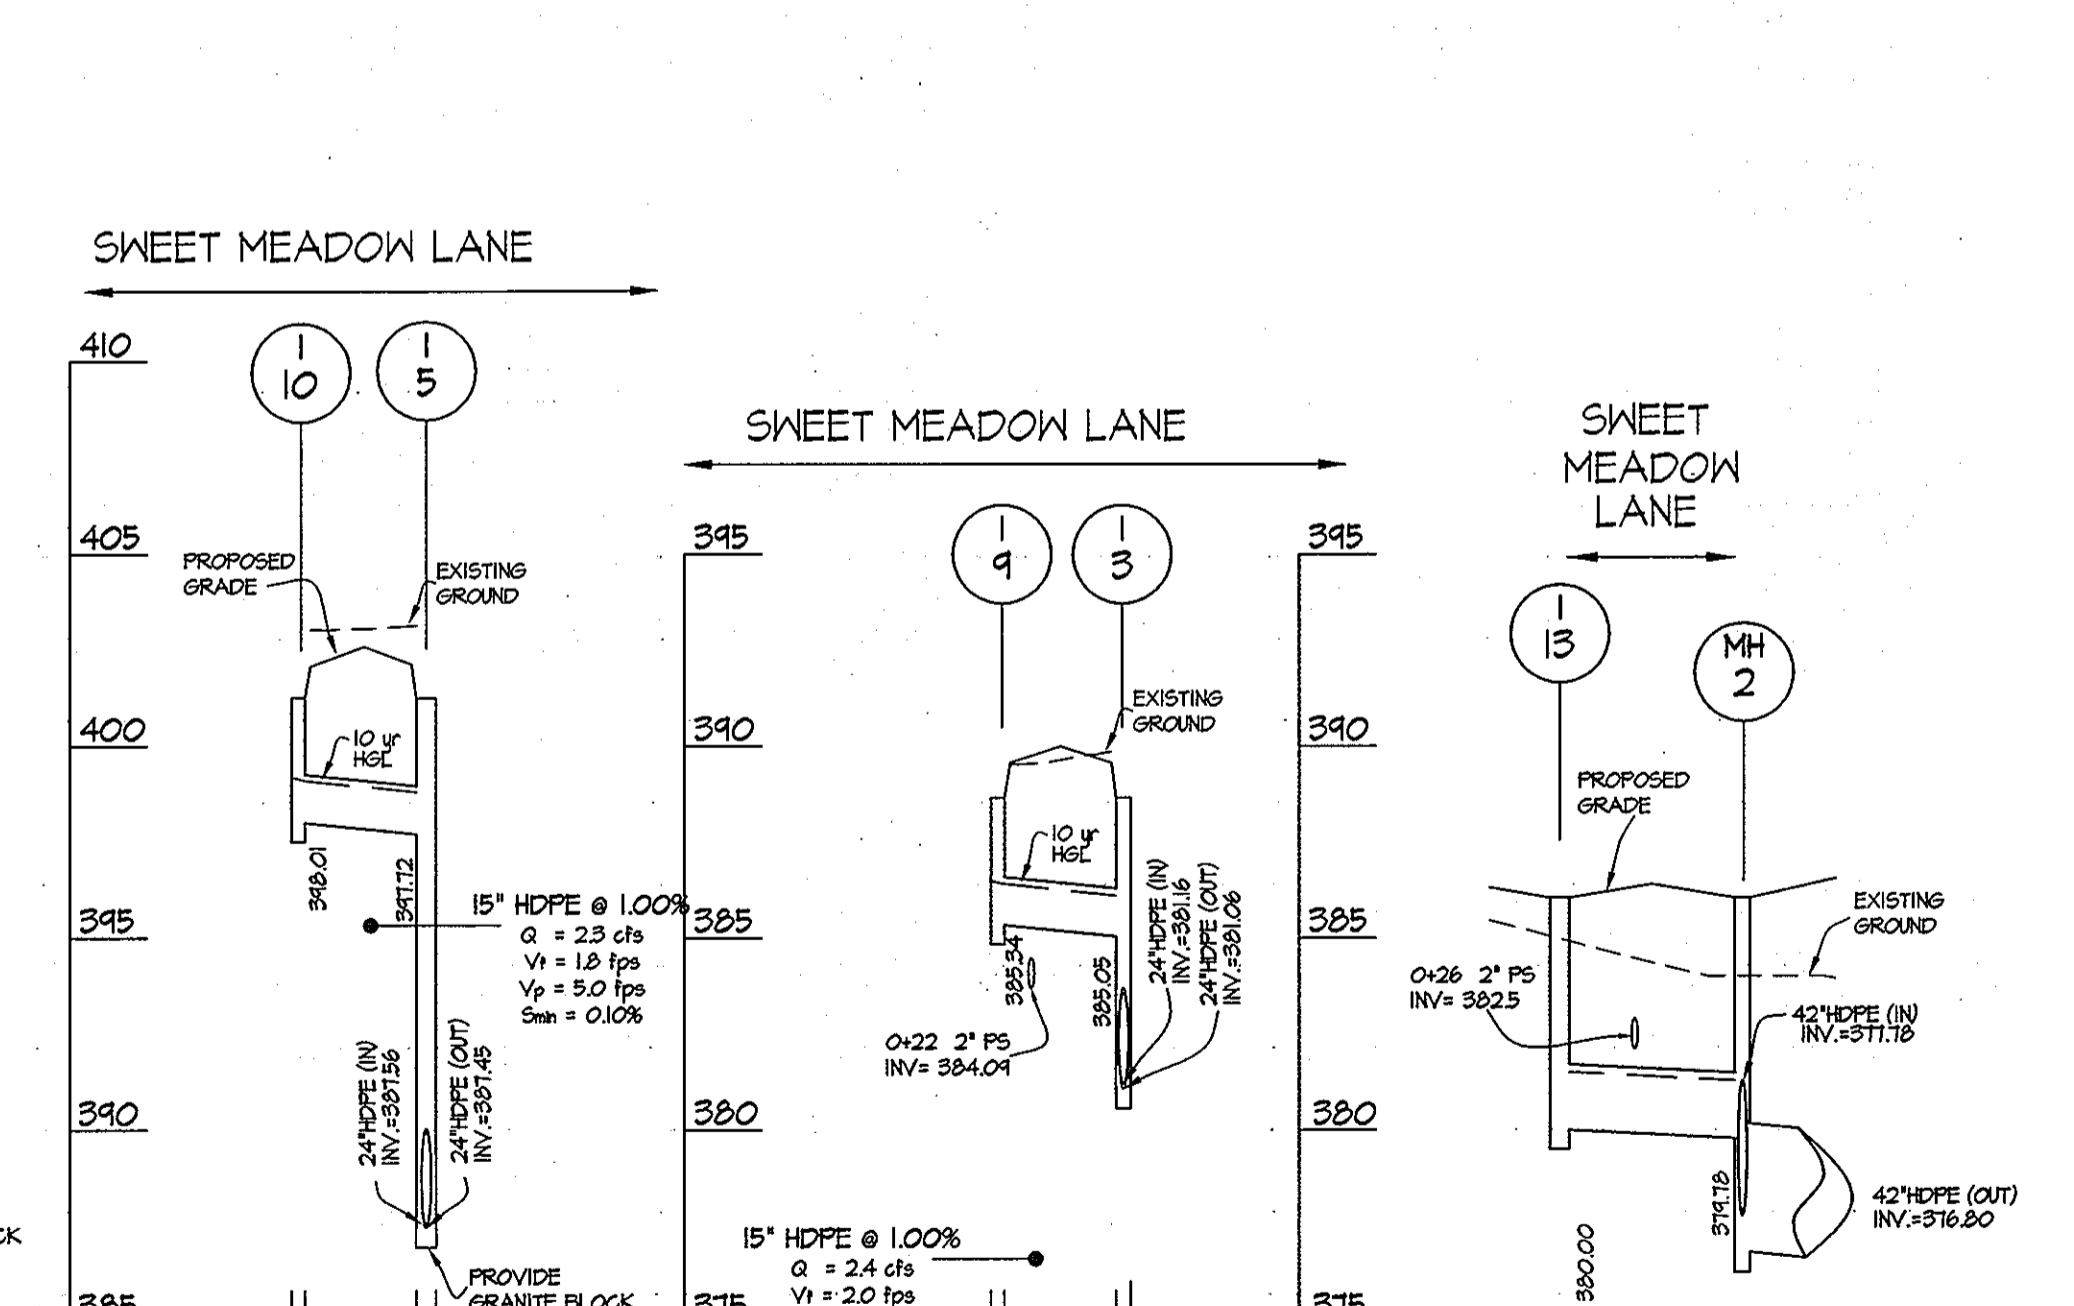 SWEET MEADOW LANE
I
10
I
5
410
405
400
395
390
385
PROPOSED
GRADE
EXISTING
GROUND
10 yr
HGL
398.01
397.72
15" HDPE @ 1.00%
Q = 2.3 cfs
Vf = 1.8 fps
Vp = 5.0 fps
Smin = 0.10%
24"HDPE (IN)
INV.=387.56
24"HDPE (OUT)
INV.=387.45
PROVIDE
GRANITE BLOCK
CK
SWEET MEADOW LANE
I
9
I
3
395
390
385
380
375
EXISTING
GROUND
10 yr
HGL
385.34
385.05
24"HDPE (IN)
INV.=381.16
24"HDPE (OUT)
INV.=381.06
0+22 2" PS
INV= 384.09
15" HDPE @ 1.00%
Q = 2.4 cfs
Vf = 2.0 fps
SWEET
MEADOW
LANE
I
13
MH
2
395
390
385
380
375
PROPOSED
GRADE
EXISTING
GROUND
0+26 2" PS
INV= 382.5
42"HDPE (IN)
INV.=377.78
379.78
380.00
42"HDPE (OUT)
INV.=376.80